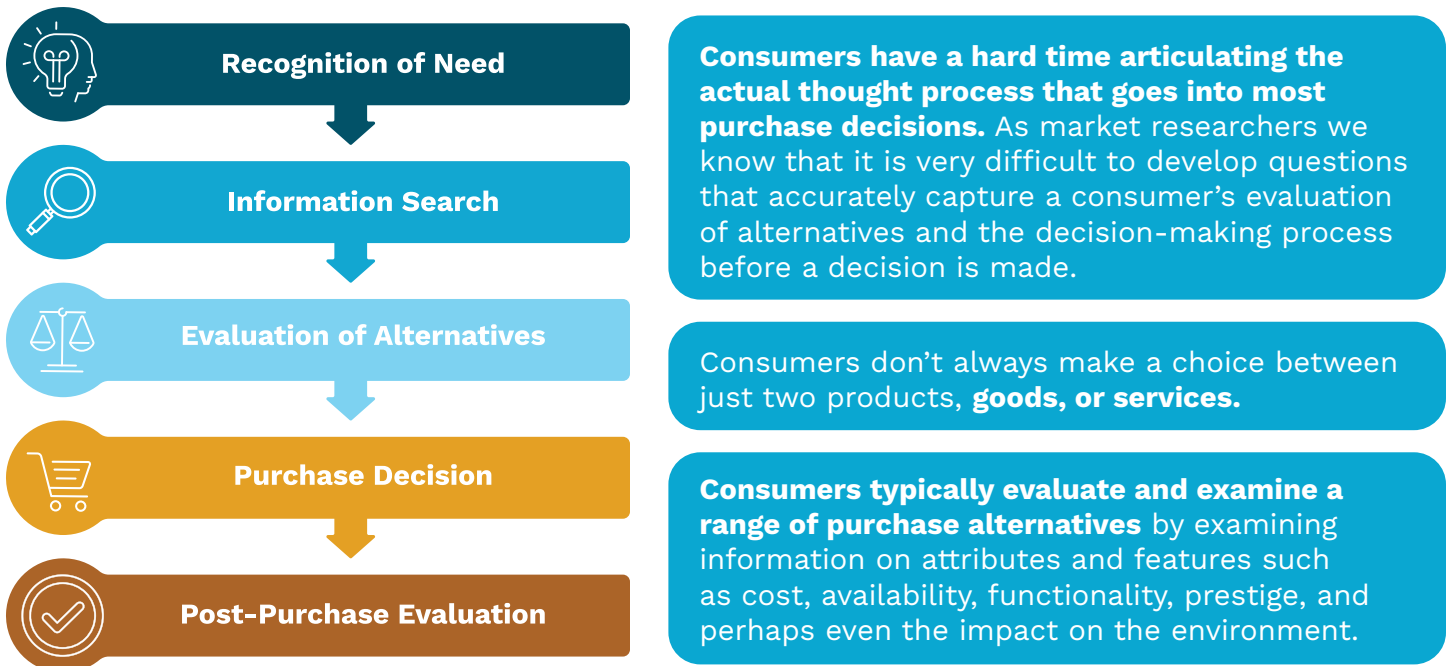 Recognition of Need
Information Search
Evaluation of Alternatives
Purchase Decision
Post-Purchase Evaluation
Consumers have a hard time articulating the
actual thought process that goes into most
purchase decisions. As market researchers we
know that it is very difficult to develop questions
that accurately capture a consumer’s evaluation
of alternatives and the decision-making process
before a decision is made.
Consumers don’t always make a choice between
just two products, goods, or services.
Consumers typically evaluate and examine a
range of purchase alternatives by examining
information on attributes and features such
as cost, availability, functionality, prestige, and
perhaps even the impact on the environment.